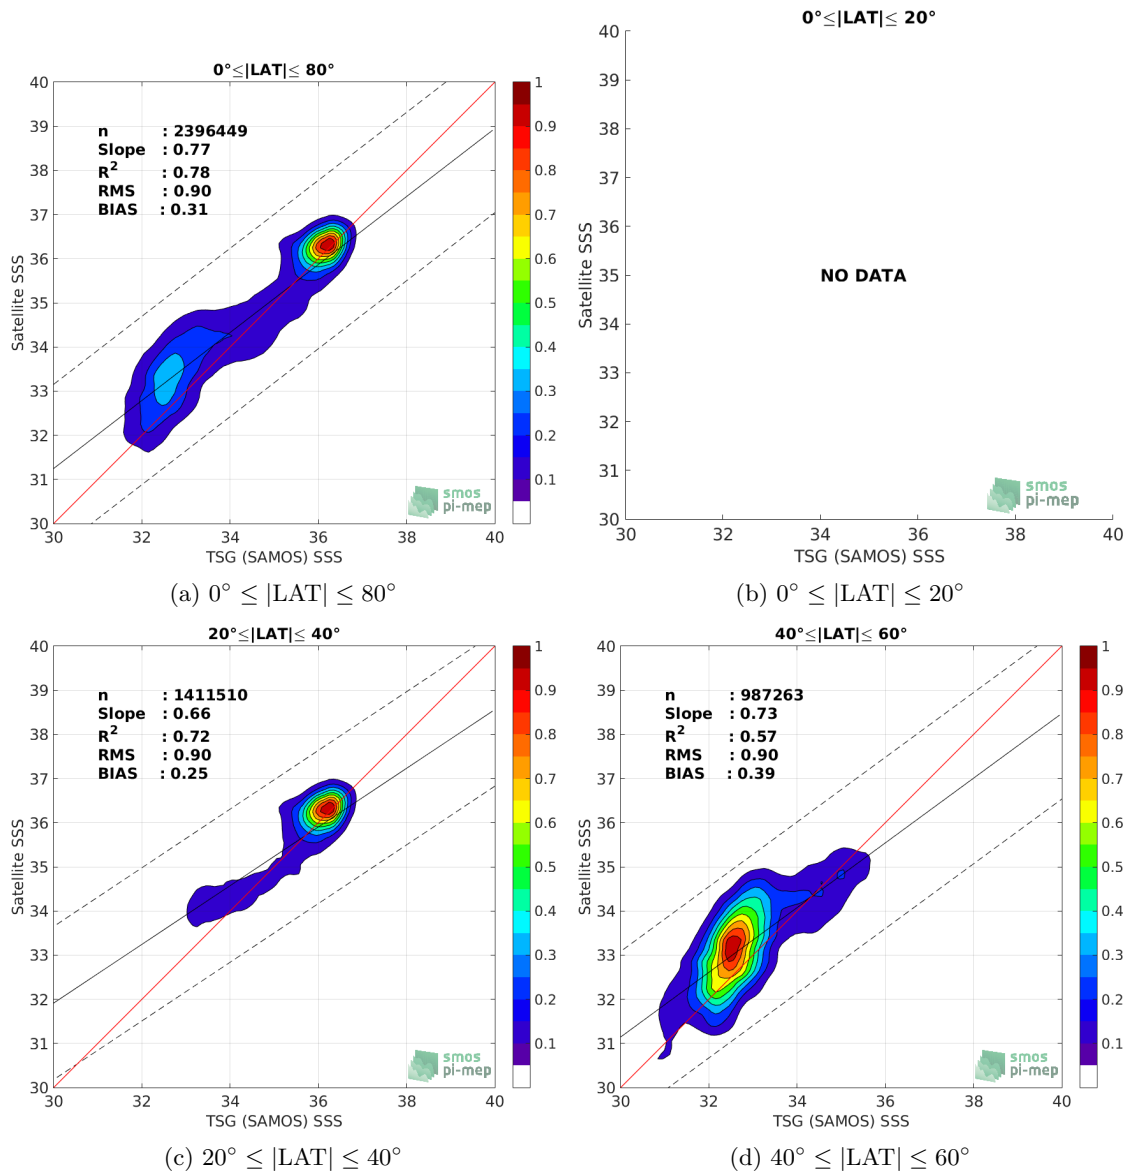 0°≤|LAT|≤ 80°
40
39
38
37
36
35
34
33
32
31
30
Satellite SSS
n : 2396449
Slope : 0.77
R2 : 0.78
RMS : 0.90
BIAS : 0.31
smos
pi-mep
30 32 34 36 38 40
TSG (SAMOS) SSS
1
0.9
0.8
0.7
0.6
0.5
0.4
0.3
0.2
0.1
(a) 0° ≤ |LAT| ≤ 80°
0°≤|LAT|≤ 20°
40
39
38
37
36
35
34
33
32
31
30
Satellite SSS
NO DATA
smos
pi-mep
30 32 34 36 38 40
TSG (SAMOS) SSS
(b) 0° ≤ |LAT| ≤ 20°
20°≤|LAT|≤ 40°
40
39
38
37
36
35
34
33
32
31
30
Satellite SSS
n : 1411510
Slope : 0.66
R2 : 0.72
RMS : 0.90
BIAS : 0.25
smos
pi-mep
30 32 34 36 38 40
TSG (SAMOS) SSS
1
0.9
0.8
0.7
0.6
0.5
0.4
0.3
0.2
0.1
(c) 20° ≤ |LAT| ≤ 40°
40°≤|LAT|≤ 60°
40
39
38
37
36
35
34
33
32
31
30
Satellite SSS
n : 987263
Slope : 0.73
R2 : 0.57
RMS : 0.90
BIAS : 0.39
smos
pi-mep
30 32 34 36 38 40
TSG (SAMOS) SSS
1
0.9
0.8
0.7
0.6
0.5
0.4
0.3
0.2
0.1
(d) 40° ≤ |LAT| ≤ 60°